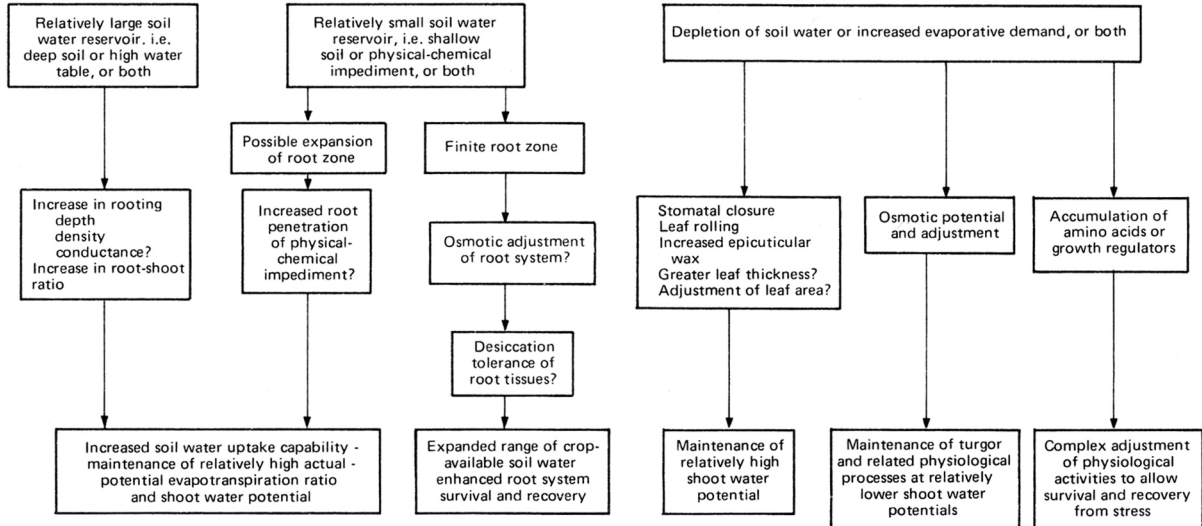 Relatively large soil
water reservoir. i.e.
deep soil or high water
table, or both
Relatively small soil water
reservoir, i.e. shallow
soil or physical-chemical
impediment, or both
Depletion of soil water or increased evaporative demand, or both
Possible expansion
of root zone
Finite root zone
Increase in rooting
depth
density
conductance?
Increase in root-shoot
ratio
Increased root
penetration
of physical-
chemical
impediment?
Osmotic adjustment
of root system?
Stomatal closure
Leaf rolling
Increased epicuticular
wax
Greater leaf thickness?
Adjustment of leaf area?
Osmotic potential
and adjustment
Accumulation of
amino acids or
growth regulators
Desiccation
tolerance of
root tissues?
Increased soil water uptake capability -
maintenance of relatively high actual -
potential evapotranspiration ratio
and shoot water potential
Expanded range of crop-
available soil water
enhanced root system
survival and recovery
Maintenance of
relatively high
shoot water
potential
Maintenance of turgor
and related physiological
processes at relatively
lower shoot water
potentials
Complex adjustment
of physiological
activities to allow
survival and recovery
from stress